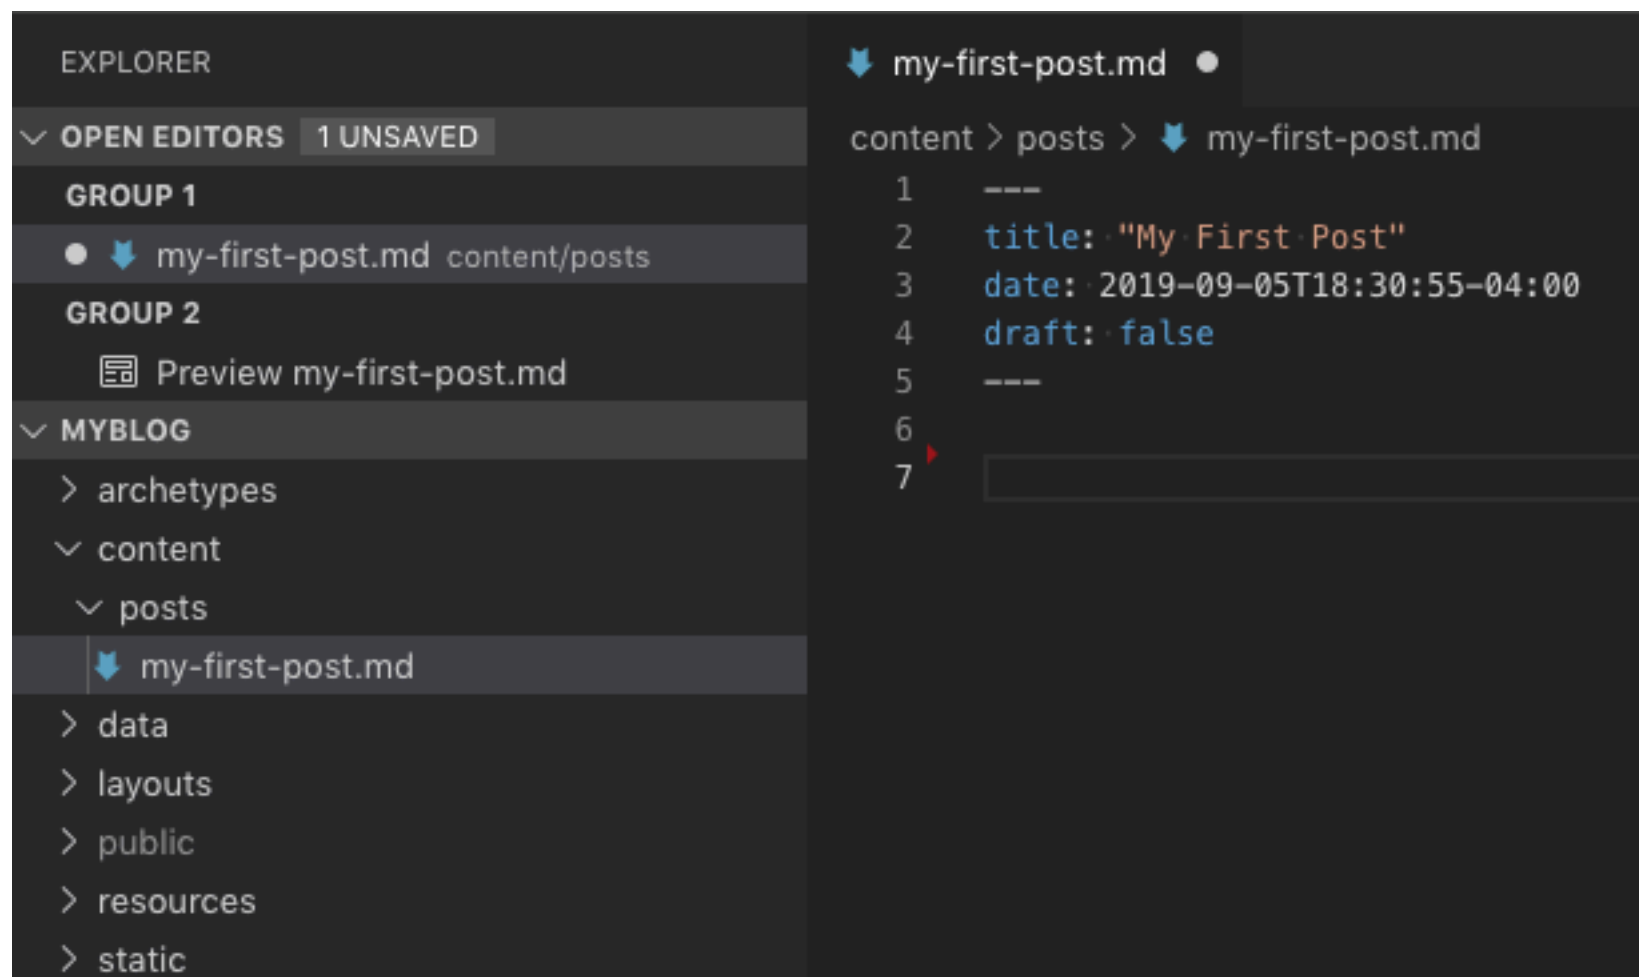 EXPLORER
OPEN EDITORS 1 UNSAVED
GROUP 1
my-first-post.md content/posts
GROUP 2
Preview my-first-post.md
MYBLOG
archetypes
content
posts
my-first-post.md
data
layouts
public
resources
static
my-first-post.md
content > posts > my-first-post.md
1 ---
2 title: "My First Post"
3 date: 2019-09-05T18:30:55-04:00
4 draft: false
5 ---
6
7